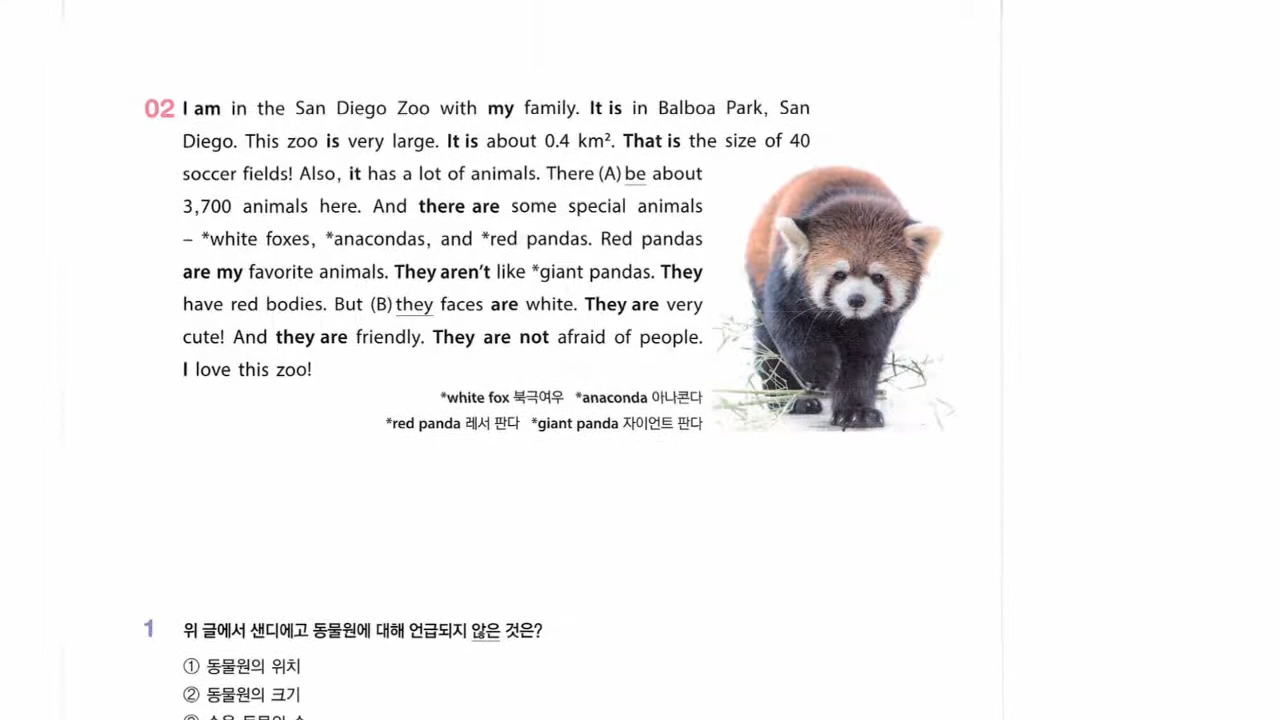 02 I am in the San Diego Zoo with my family. It is in Balboa Park, San
Diego. This zoo is very large. It is about 0.4 km². That is the size of 40
soccer fields! Also, it has a lot of animals. There (A) be about
3,700 animals here. And there are some special animals
– *white foxes, *anacondas, and *red pandas. Red pandas
are my favorite animals. They aren't like *giant pandas. They
have red bodies. But (B) they faces are white. They are very
cute! And they are friendly. They are not afraid of people.
I love this zoo!
*white fox 북극여우 *anaconda 아나콘다
*red panda 레서 판다 *giant panda 자이언트 판다
1 위 글에서 샌디에고 동물원에 대해 언급되지 않은 것은?
① 동물원의 위치
② 동물원의 크기